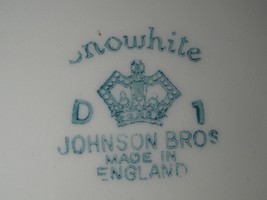 Snowhite
D 1
JOHNSON BROS
MADE IN
ENGLAND